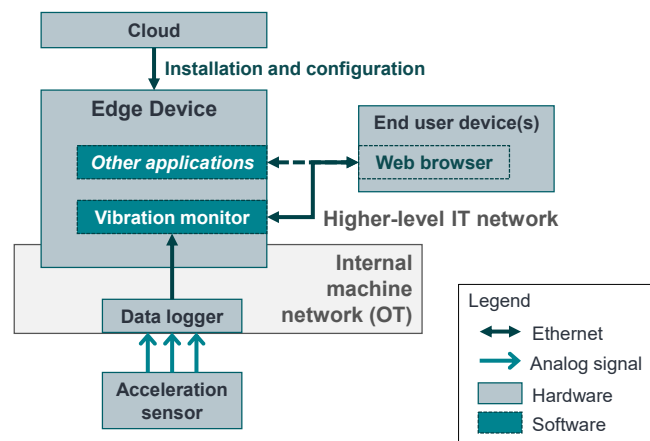 Cloud
Installation and configuration
Edge Device
End user device(s)
Other applications
Web browser
Vibration monitor
Higher-level IT network
Internal
machine
network (OT)
Data logger
Acceleration
sensor
Legend
Ethernet
Analog signal
Hardware
Software